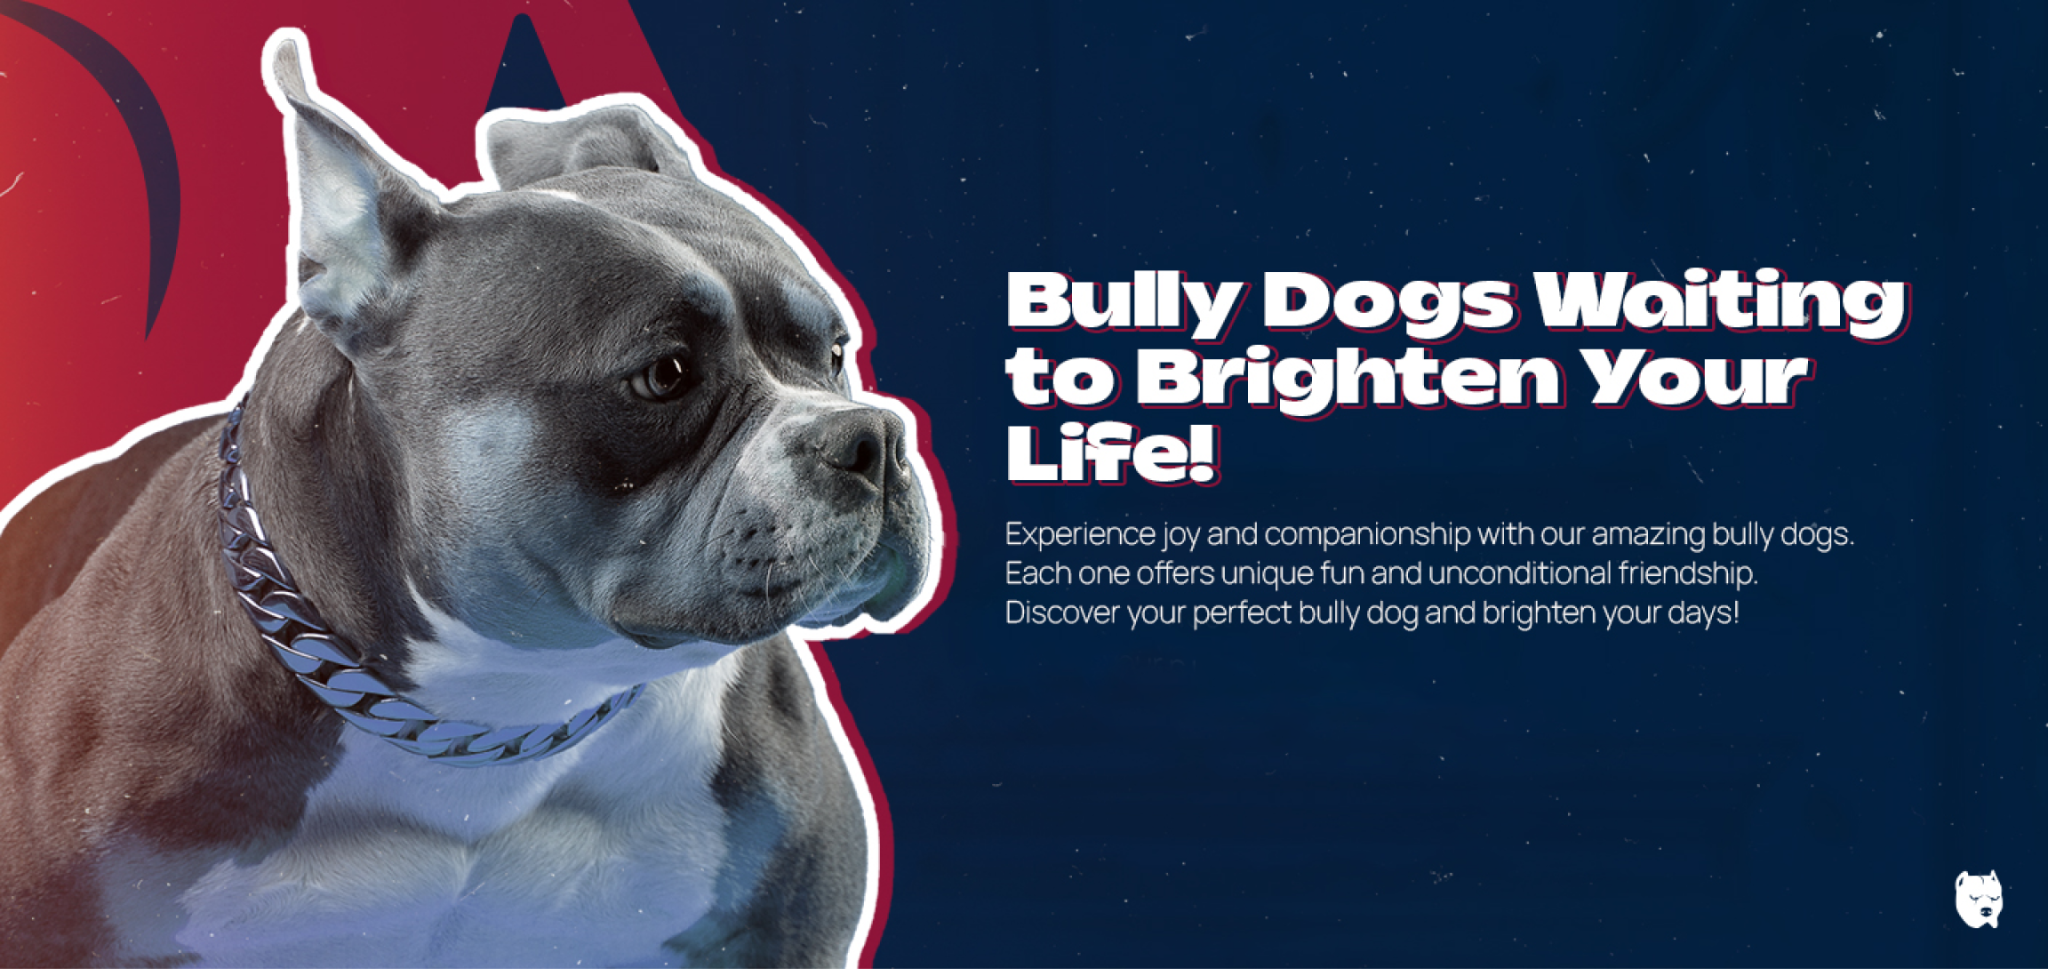 Bully Dogs Waiting
to Brighten Your
Life!
Experience joy and companionship with our amazing bully dogs.
Each one offers unique fun and unconditional friendship.
Discover your perfect bully dog and brighten your days!